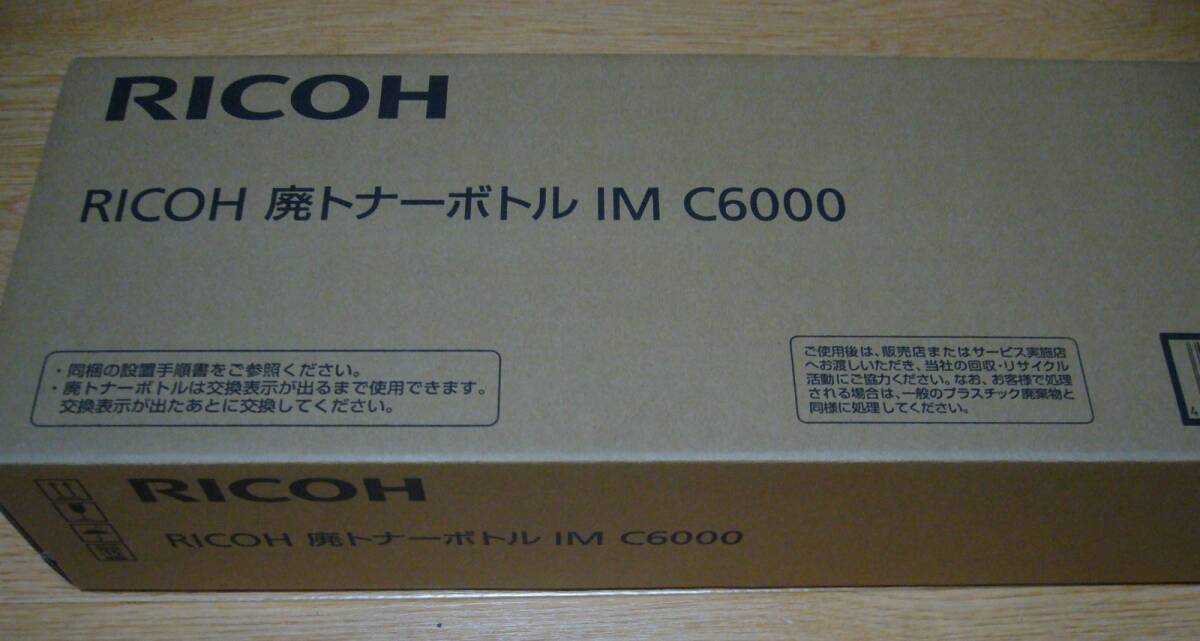 RICOH
RICOH 廃トナーボトル IM C6000
・同梱の設置手順書をご参照ください。
・廃トナーボトルは交換表示が出るまで使用できます。
交換表示が出たあとに交換してください。
ご使用後は、販売店またはサービス実施店
へお渡しいただき、当社の回収・リサイクル
活動にご協力ください。なお、お客様で処理
される場合は、一般のプラスチック廃棄物と
同様に処理してください。
4
RICOH
RICOH 廃トナーボトル IM C6000